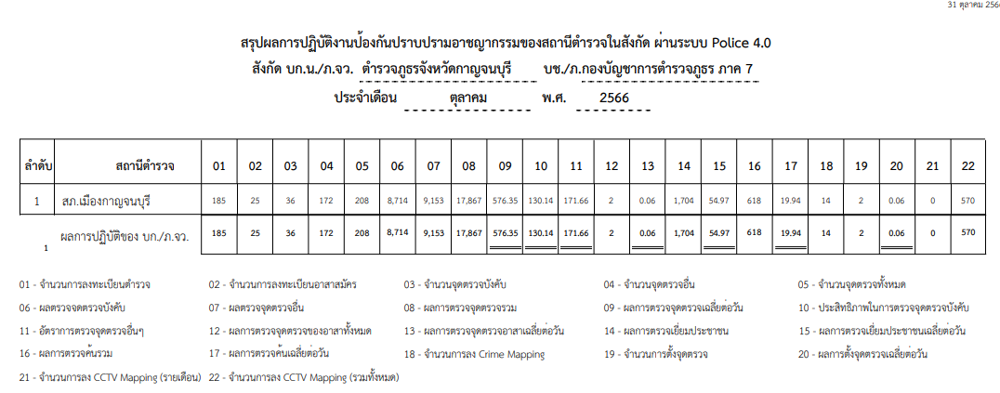 31 ตุลาคม 256
สรุปผลการปฏิบัติงานป้องกันปราบปรามอาชญากรรมของสถานีตำรวจในสังกัด ผ่านระบบ Police 4.0
สังกัด บก.น./ภ.จว. ตำรวจภูธรจังหวัดกาญจนบุรี บช./ภ.กองบัญชาการตำรวจภูธร ภาค 7
ประจำเดือน ตุลาคม พ.ศ. 2566
ลำดับ สถานีตำรวจ 01 02 03 04 05 06 07 08 09 10 11 12 13 14 15 16 17 18 19 20 21 22
1 สภ.เมืองกาญจนบุรี 185 25 36 172 208 8,714 9,153 17,867 576.35 130.14 171.66 2 0.06 1,704 54.97 618 19.94 14 2 0.06 0 570
1 ผลการปฏิบัติของ บก./ภ.จว. 185 25 36 172 208 8,714 9,153 17,867 576.35 130.14 171.66 2 0.06 1,704 54.97 618 19.94 14 2 0.06 0 570
01 - จำนวนการลงทะเบียนตำรวจ 02 - จำนวนการลงทะเบียนอาสาสมัคร 03 - จำนวนจุดตรวจบังคับ 04 - จำนวนจุดตรวจอื่น 05 - จำนวนจุดตรวจทั้งหมด
06 - ผลตรวจจุดตรวจบังคับ 07 - ผลตรวจจุดตรวจอื่น 08 - ผลการตรวจจุดตรวจรวม 09 - ผลการตรวจจุดตรวจเฉลี่ยต่อวัน 10 - ประสิทธิภาพในการตรวจจุดตรวจบังคับ
11 - อัตราการตรวจจุดตรวจอื่นๆ 12 - ผลการตรวจจุดตรวจของอาสาทั้งหมด 13 - ผลการตรวจจุดตรวจอาสาเฉลี่ยต่อวัน 14 - ผลการตรวจเยี่ยมประชาชน 15 - ผลการตรวจเยี่ยมประชาชนเฉลี่ยต่อวัน
16 - ผลการตรวจค้นรวม 17 - ผลการตรวจค้นเฉลี่ยต่อวัน 18 - จำนวนการลง Crime Mapping 19 - จำนวนการตั้งจุดตรวจ 20 - ผลการตั้งจุดตรวจเฉลี่ยต่อวัน
21 - จำนวนการลง CCTV Mapping (รายเดือน) 22 - จำนวนการลง CCTV Mapping (รวมทั้งหมด)